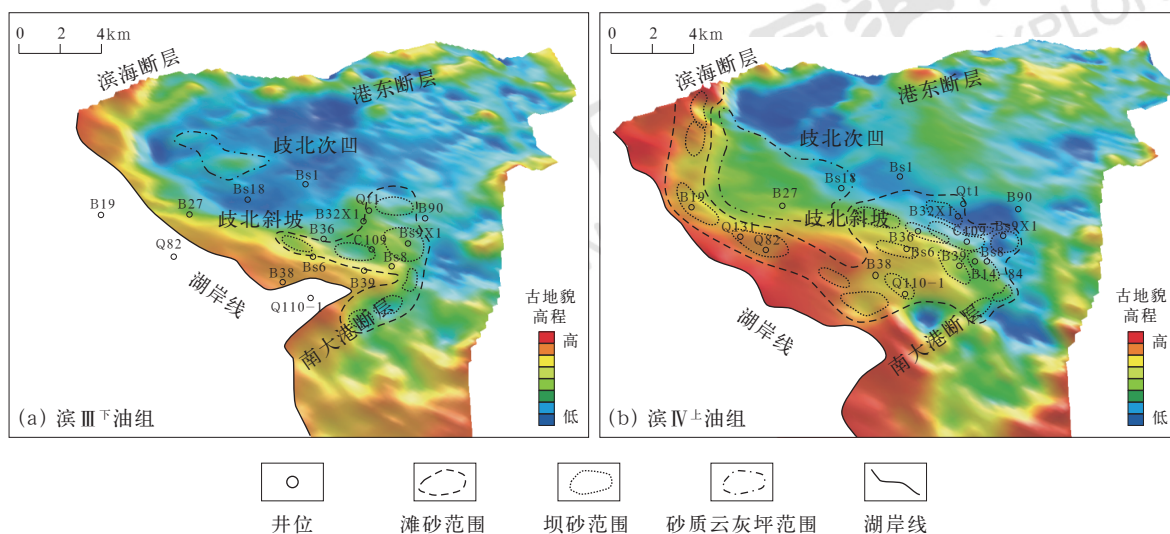 0 2 4km
滨海断层
港东断层
歧北次凹
Bs1
Bs18
B19
B27
歧北斜坡
Qt1
B32X1
B90
B36
C109
Bs9X1
Q82
Bs6
Bs8
B38
B39
湖岸线
Q110-1
南大港断层
古地貌
高程
高
低
(a) 滨Ⅲ下油组
0 2 4km
滨海断层
港东断层
歧北次凹
Bs1
Bs18
B19
B27
Qt1
B32X1
B90
歧北斜坡
Q131
Q82
B36
C109
Bs9X1
Bs6
B39
Bs8
B38
B14
84
Q110-1
湖岸线
南大港断层
古地貌
高程
高
低
(b) 滨Ⅳ上油组
井位
滩砂范围
坝砂范围
砂质云灰坪范围
湖岸线